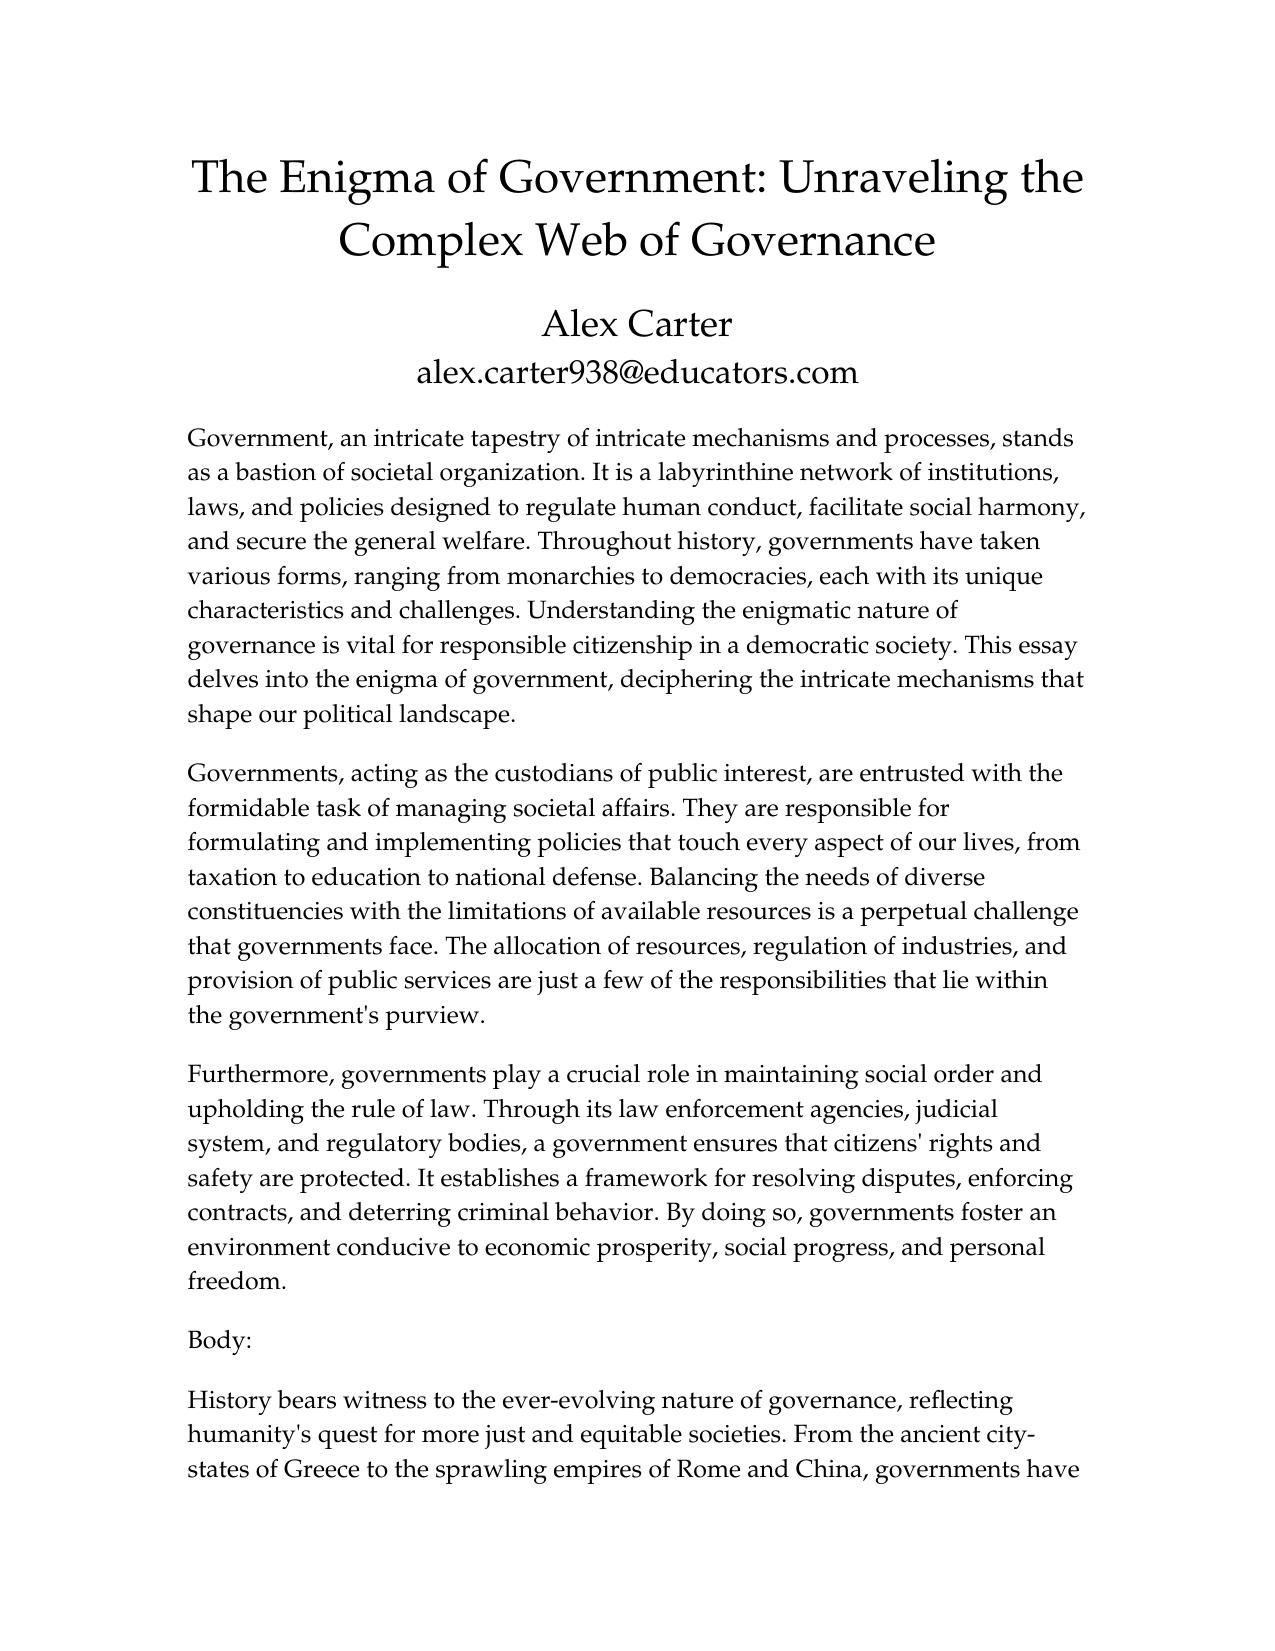 The Enigma of Government: Unraveling the
Complex Web of Governance
Alex Carter
alex.carter938@educators.com
Government, an intricate tapestry of intricate mechanisms and processes, stands
as a bastion of societal organization. It is a labyrinthine network of institutions,
laws, and policies designed to regulate human conduct, facilitate social harmony,
and secure the general welfare. Throughout history, governments have taken
various forms, ranging from monarchies to democracies, each with its unique
characteristics and challenges. Understanding the enigmatic nature of
governance is vital for responsible citizenship in a democratic society. This essay
delves into the enigma of government, deciphering the intricate mechanisms that
shape our political landscape.
Governments, acting as the custodians of public interest, are entrusted with the
formidable task of managing societal affairs. They are responsible for
formulating and implementing policies that touch every aspect of our lives, from
taxation to education to national defense. Balancing the needs of diverse
constituencies with the limitations of available resources is a perpetual challenge
that governments face. The allocation of resources, regulation of industries, and
provision of public services are just a few of the responsibilities that lie within
the government's purview.
Furthermore, governments play a crucial role in maintaining social order and
upholding the rule of law. Through its law enforcement agencies, judicial
system, and regulatory bodies, a government ensures that citizens' rights and
safety are protected. It establishes a framework for resolving disputes, enforcing
contracts, and deterring criminal behavior. By doing so, governments foster an
environment conducive to economic prosperity, social progress, and personal
freedom.
Body:
History bears witness to the ever-evolving nature of governance, reflecting
humanity's quest for more just and equitable societies. From the ancient city-
states of Greece to the sprawling empires of Rome and China, governments have